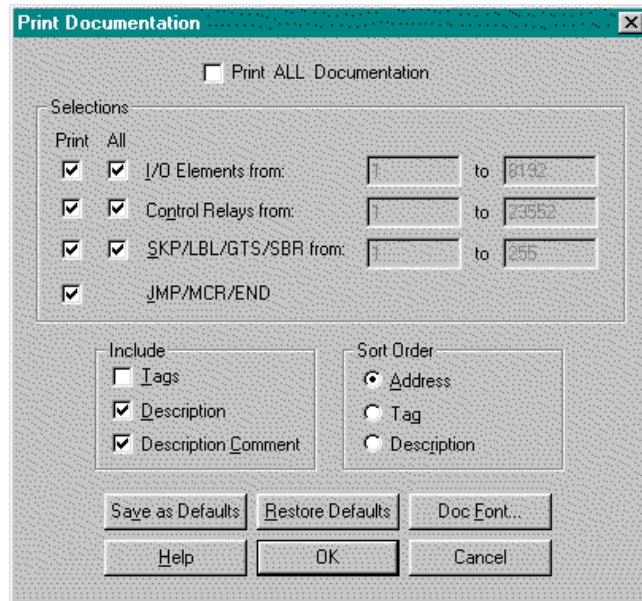 Print Documentation
Print ALL Documentation
Selections
Print All
I/O Elements from: 1 to 8192
Control Relays from: 1 to 23552
SKP/LBL/GTS/SBR from: 1 to 255
JMP/MCR/END
Include
Tags
Description
Description Comment
Sort Order
Address
Tag
Description
Save as Defaults Restore Defaults Doc Font...
Help OK Cancel